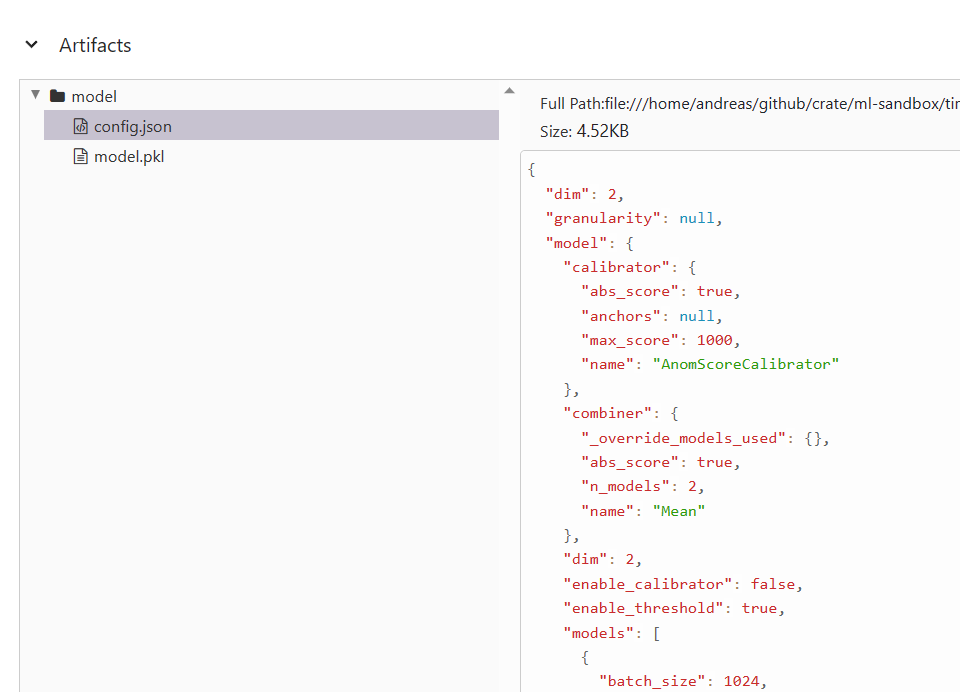 Artifacts
model
config.json
model.pkl
Full Path:file:///home/andreas/github/crate/ml-sandbox/
Size: 4.52KB
{
"dim": 2,
"granularity": null,
"model": {
"calibrator": {
"abs_score": true,
"anchors": null,
"max_score": 1000,
"name": "AnomScoreCalibrator"
},
"combiner": {
"_override_models_used": {},
"abs_score": true,
"n_models": 2,
"name": "Mean"
},
"dim": 2,
"enable_calibrator": false,
"enable_threshold": true,
"models": [
{
"batch_size": 1024,